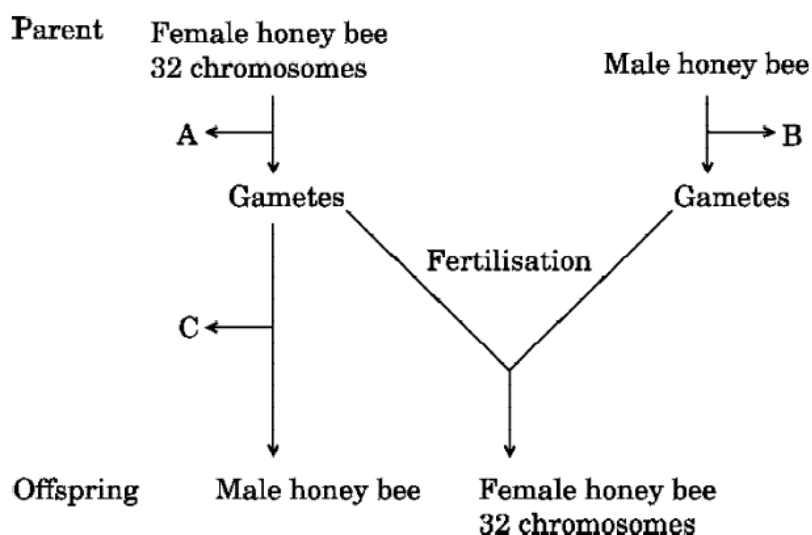 Parent
Female honey bee
32 chromosomes
Male honey bee
A
B
Gametes
Gametes
Fertilisation
C
Offspring
Male honey bee
Female honey bee
32 chromosomes